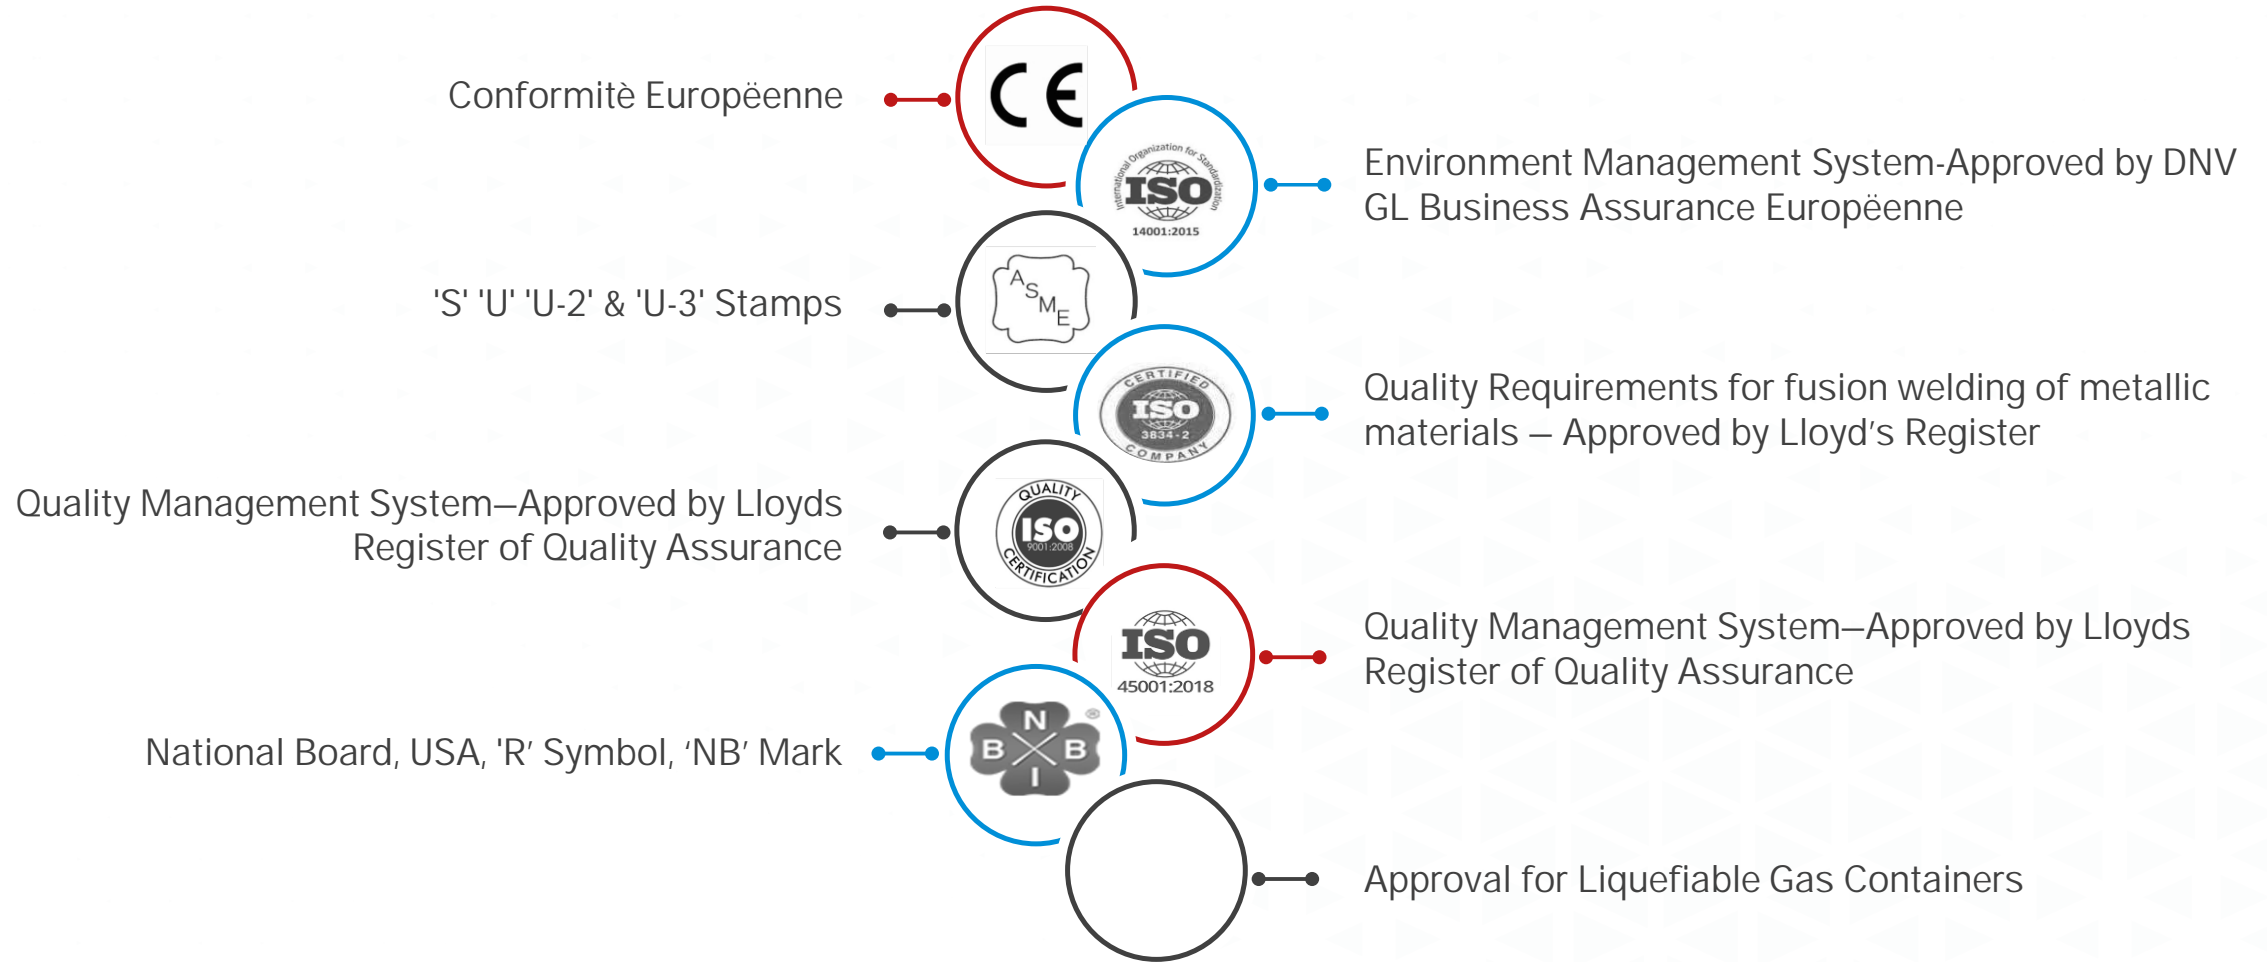 Conformitè Européenne
CE
International Organization for Standardization
ISO
14001:2015
Environment Management System-Approved by DNV
GL Business Assurance Europëenne
'S' 'U' 'U-2' & 'U-3' Stamps
ASME
CERTIFIED
ISO
3834-2
COMPANY
Quality Requirements for fusion welding of metallic
materials – Approved by Lloyd’s Register
Quality Management System–Approved by Lloyds
Register of Quality Assurance
QUALITY
ISO
9001:2008
CERTIFICATION
ISO
45001:2018
Quality Management System–Approved by Lloyds
Register of Quality Assurance
National Board, USA, 'R’ Symbol, ‘NB’ Mark
N
B B
I
®
Approval for Liquefiable Gas Containers